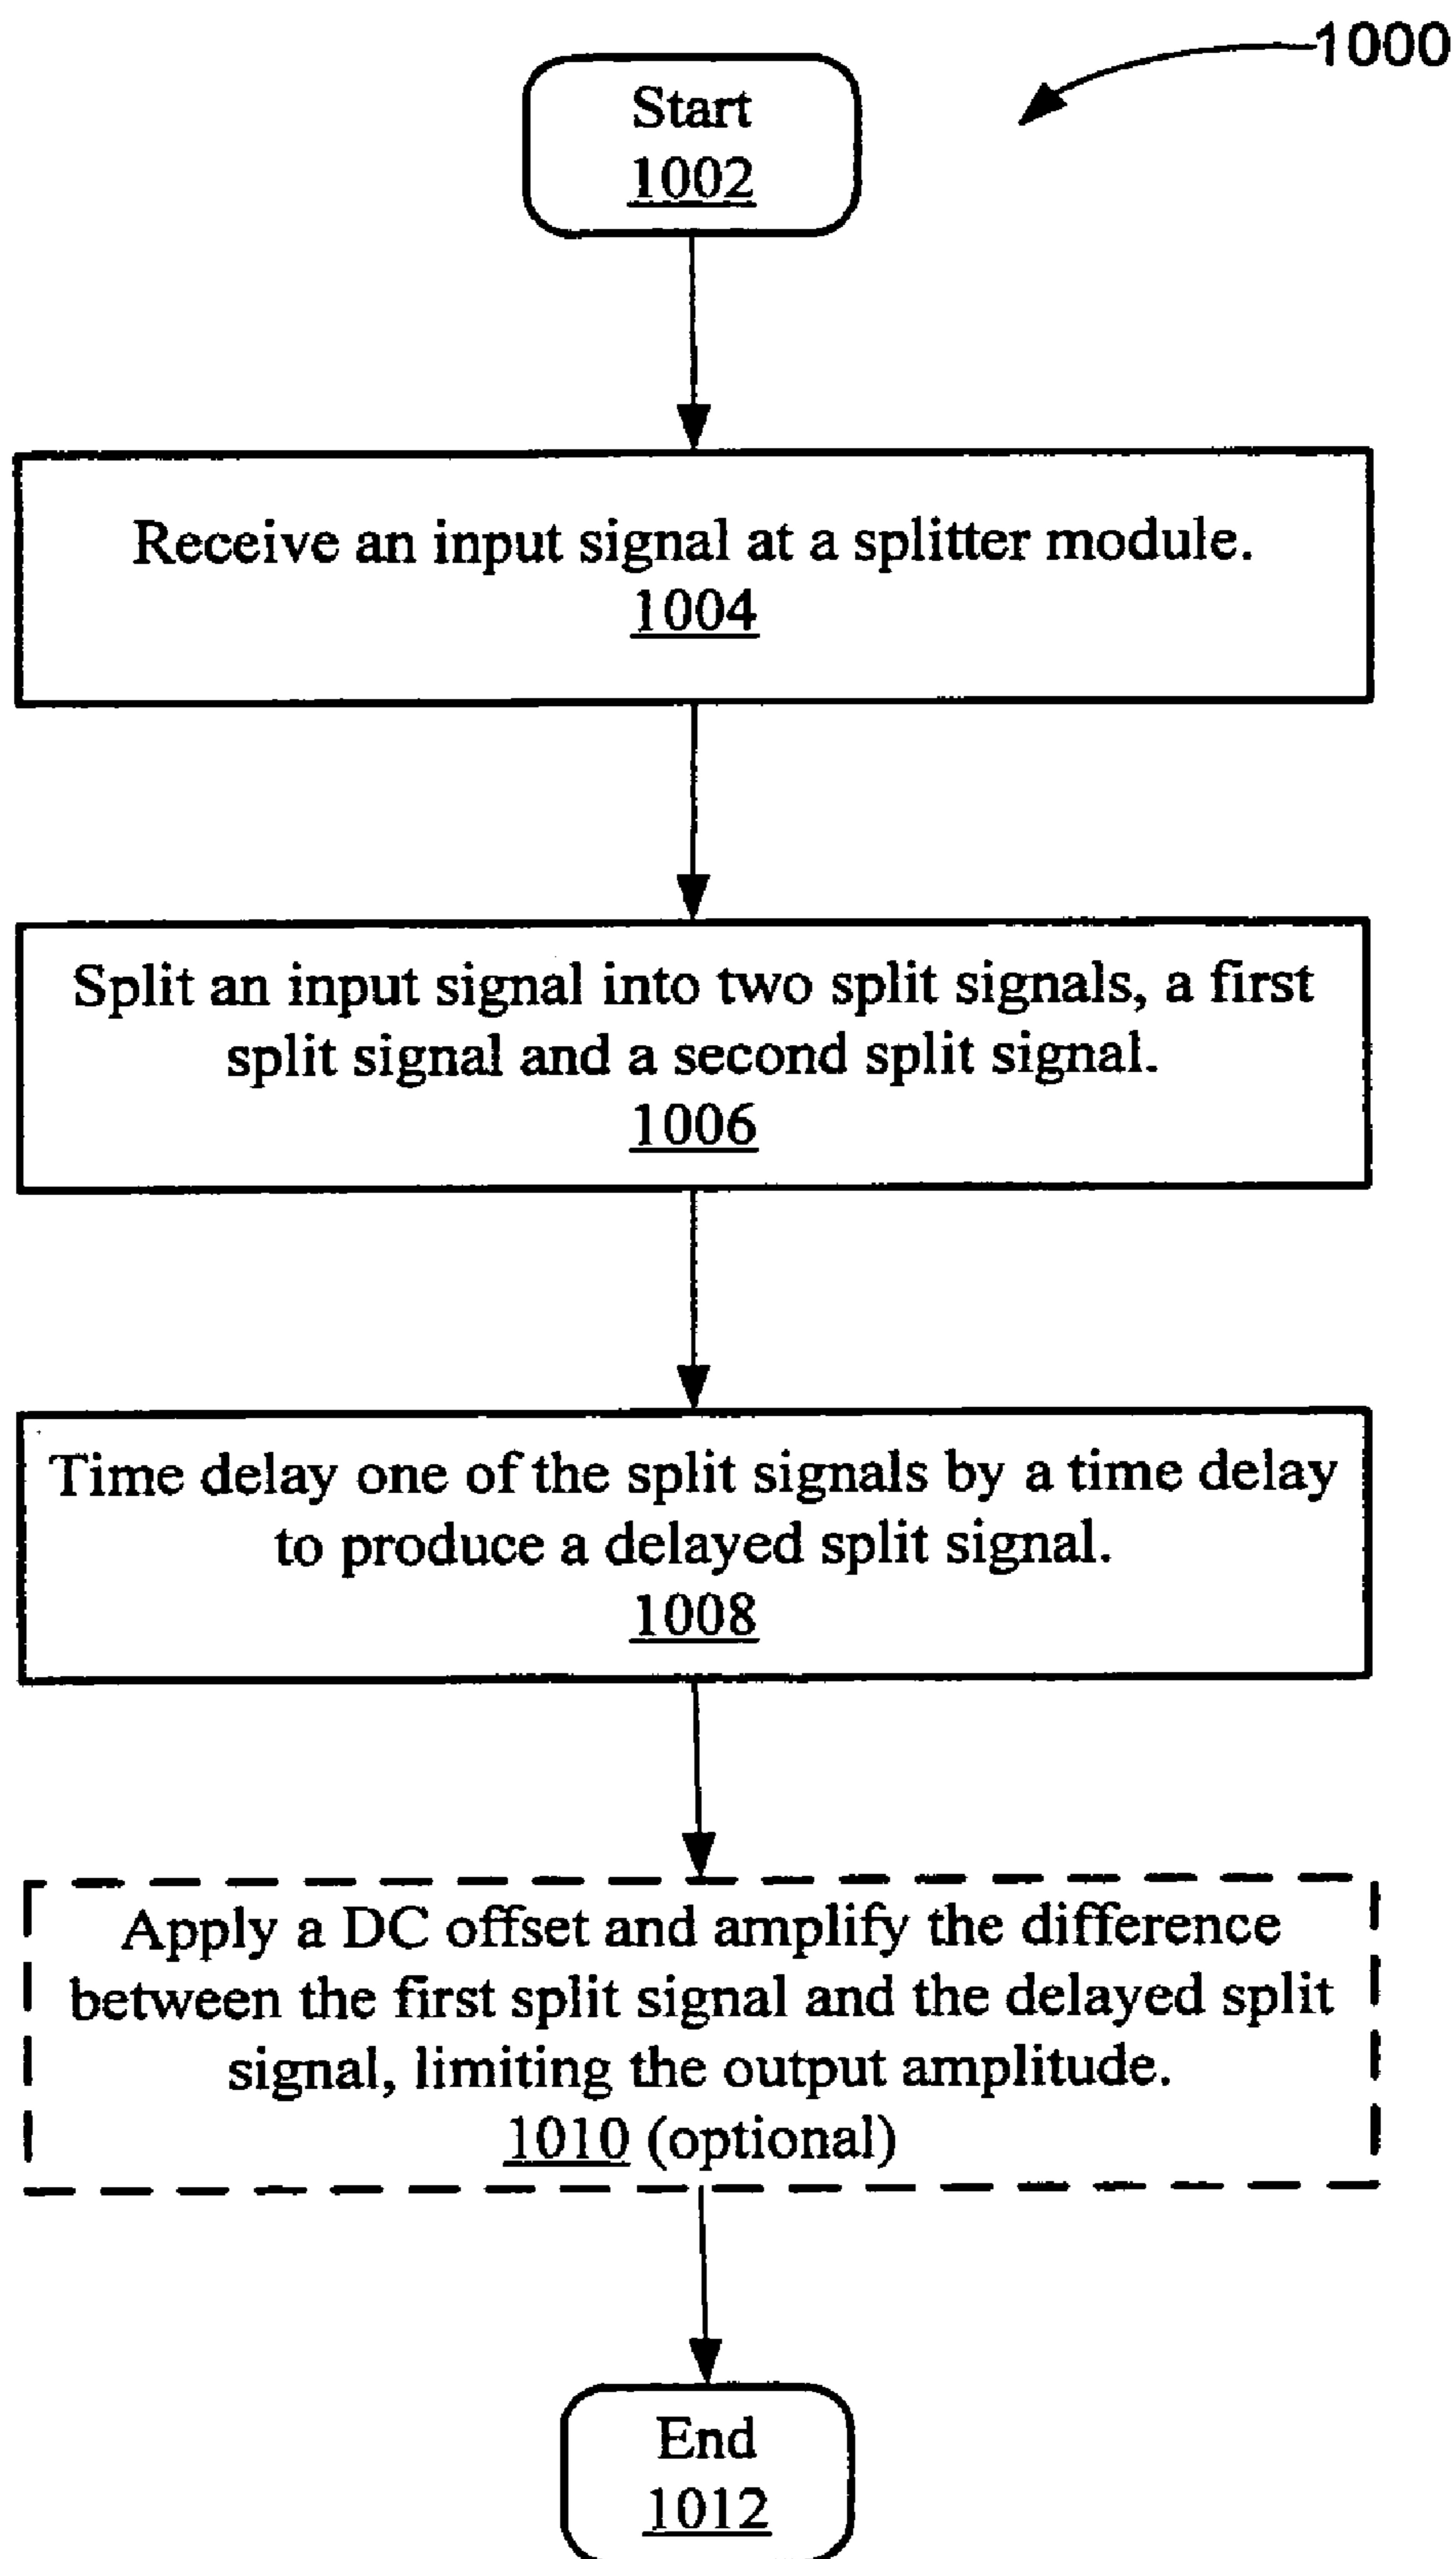 1000
Start
1002
Receive an input signal at a splitter module.
1004
Split an input signal into two split signals, a first
split signal and a second split signal.
1006
Time delay one of the split signals by a time delay
to produce a delayed split signal.
1008
Apply a DC offset and amplify the difference
between the first split signal and the delayed split
signal, limiting the output amplitude.
1010 (optional)
End
1012